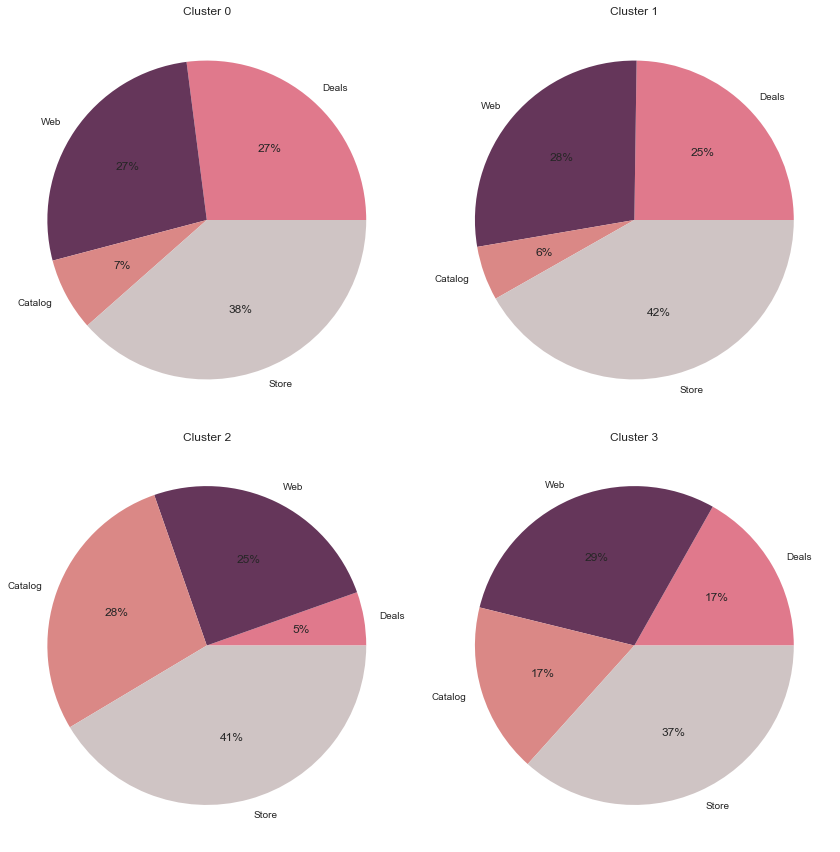 Cluster 0
Deals
Web
27%
27%
7%
Catalog
38%
Store
Cluster 1
Deals
Web
25%
28%
6%
Catalog
42%
Store
Cluster 2
Web
25%
Catalog
28%
Deals
5%
41%
Store
Cluster 3
Web
Deals
29%
17%
17%
Catalog
37%
Store